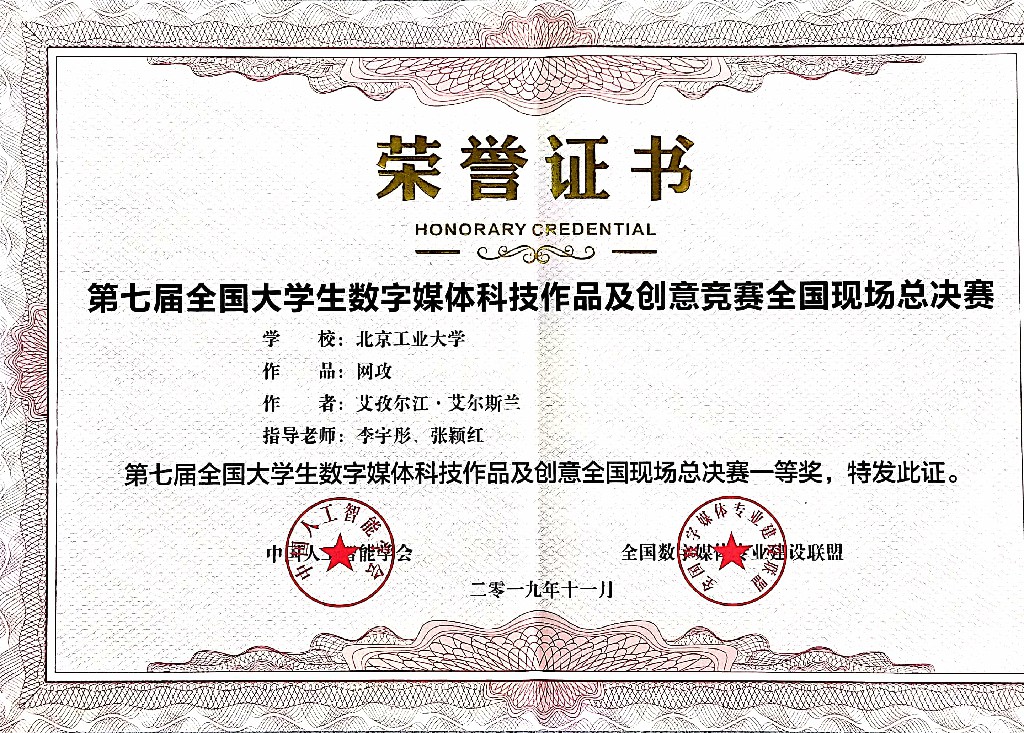 荣誉证书
HONORARY CREDENTIAL
第七届全国大学生数字媒体科技作品及创意竞赛全国现场总决赛
学 校：北京工业大学
作 品：网攻
作 者：艾孜尔江·艾尔斯兰
指导老师：李宇彤、张颖红
第七届全国大学生数字媒体科技作品及创意全国现场总决赛一等奖，特发此证。
中国人工智能学会
中国人工智能学会
全国数字媒体专业建设联盟
全国数字媒体专业建设联盟
二零一九年十一月